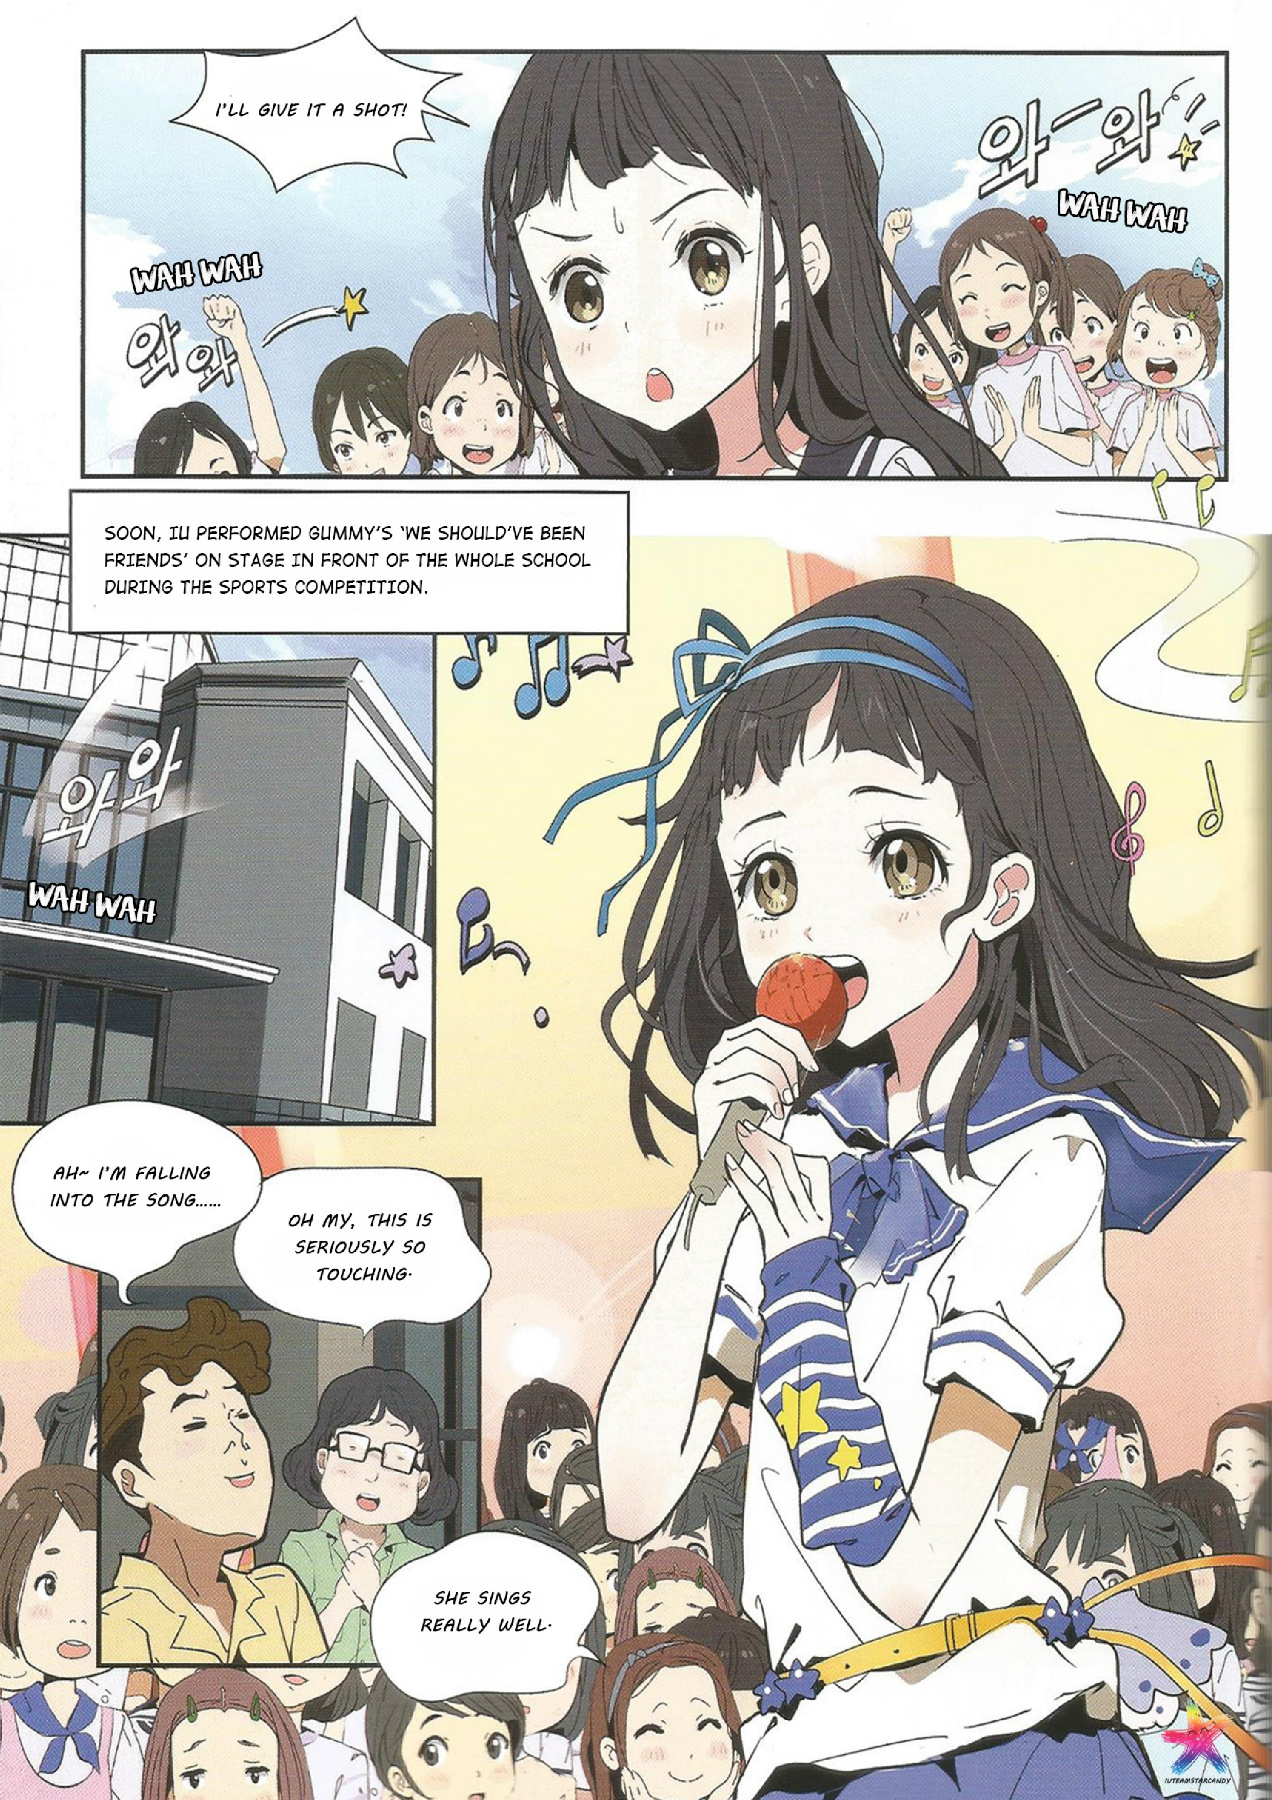 I'LL GIVE IT A SHOT!
와-와
WAH WAH
WAH WAH
와와
SOON, IU PERFORMED GUMMY'S 'WE SHOULD'VE BEEN
FRIENDS' ON STAGE IN FRONT OF THE WHOLE SCHOOL
DURING THE SPORTS COMPETITION.
와와
WAH WAH
AH~ I'M FALLING
INTO THE SONG......
OH MY, THIS IS
SERIOUSLY SO
TOUCHING.
SHE SINGS
REALLY WELL.
IUTEAMSTARCANDY